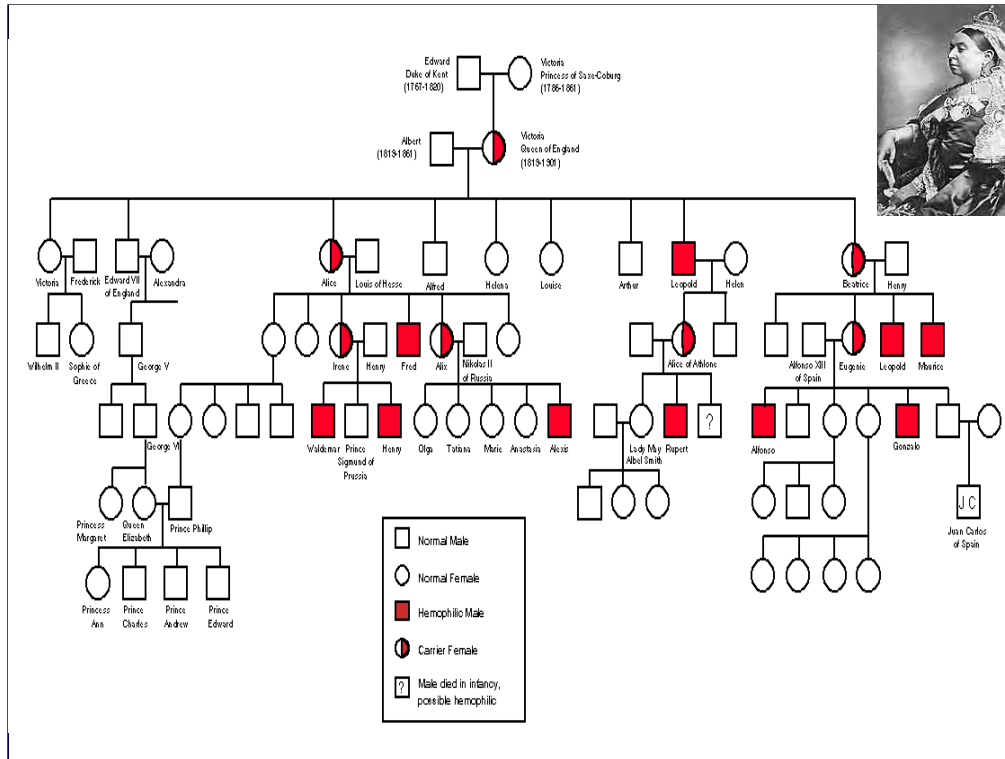 Edward
Duke of Kent
(1767-1820)
Victoria
Princess of Saxe-Coburg
(1786-1861)
Albert
(1819-1861)
Victoria
Queen of England
(1819-1901)
Victoria
Frederick
Edward VII
of England
Alexandra
Alice
Louis of Hesse
Alfred
Helena
Louise
Arthur
Leopold
Helen
Beatrice
Henry
Wilhelm II
Sophie of
Greece
George V
Irene
Henry
Fred
Alix
Nikolas II
of Russia
Alice of Athlone
Alfonso XIII
of Spain
Eugenie
Leopold
Maurice
George VI
Waldemar
Prince
Sigmund of
Prussia
Henry
Olga
Tatiana
Marie
Anastasia
Alexis
Lady May
Abel Smith
Rupert
?
Alfonso
Gonzalo
Princess
Margaret
Queen
Elizabeth
Prince Phillip
J C
Juan Carlos
of Spain
Princess
Ann
Prince
Charles
Prince
Andrew
Prince
Edward
Normal Male
Normal Female
Hemophilic Male
Carrier Female
? Male died in infancy,
possible hemophilic